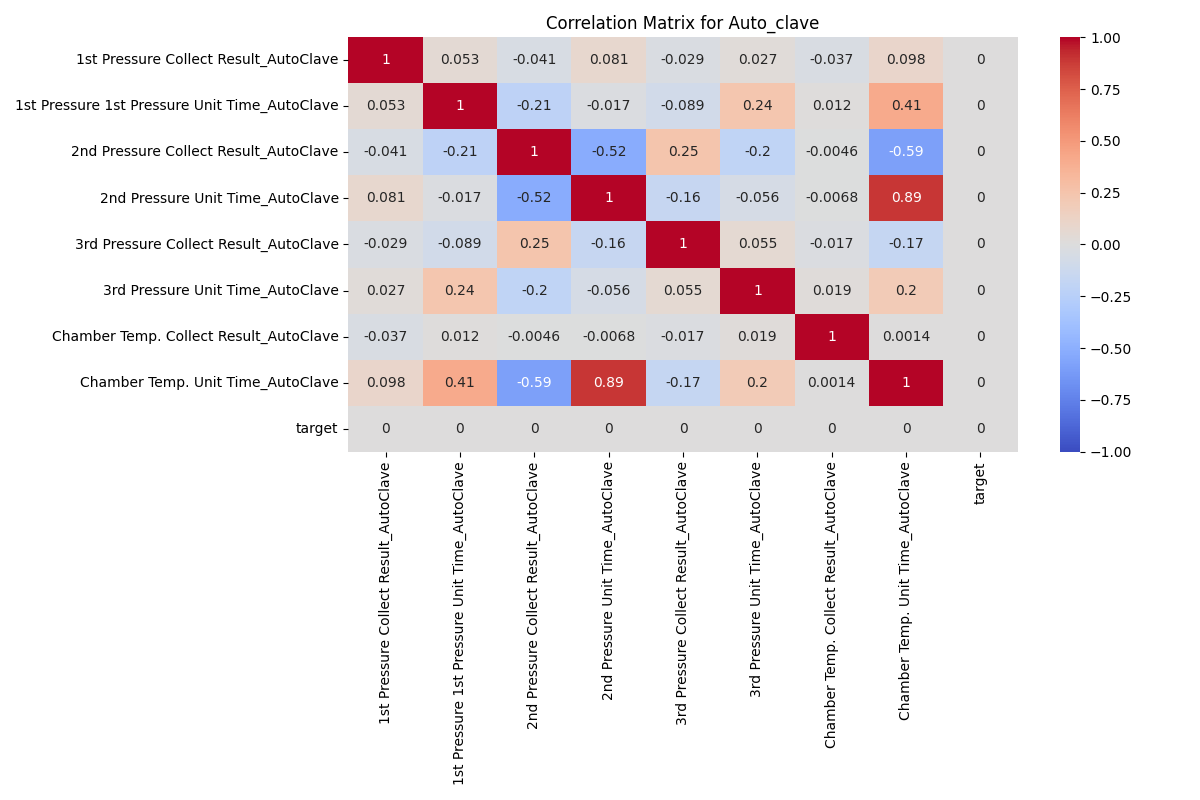 Correlation Matrix for Auto_clave
1st Pressure Collect Result_AutoClave 1 0.053 -0.041 0.081 -0.029 0.027 -0.037 0.098 0
1st Pressure 1st Pressure Unit Time_AutoClave 0.053 1 -0.21 -0.017 -0.089 0.24 0.012 0.41 0
2nd Pressure Collect Result_AutoClave -0.041 -0.21 1 -0.52 0.25 -0.2 -0.0046 -0.59 0
2nd Pressure Unit Time_AutoClave 0.081 -0.017 -0.52 1 -0.16 -0.056 -0.0068 0.89 0
3rd Pressure Collect Result_AutoClave -0.029 -0.089 0.25 -0.16 1 0.055 -0.017 -0.17 0
3rd Pressure Unit Time_AutoClave 0.027 0.24 -0.2 -0.056 0.055 1 0.019 0.2 0
Chamber Temp. Collect Result_AutoClave -0.037 0.012 -0.0046 -0.0068 -0.017 0.019 1 0.0014 0
Chamber Temp. Unit Time_AutoClave 0.098 0.41 -0.59 0.89 -0.17 0.2 0.0014 1 0
target 0 0 0 0 0 0 0 0 0
1st Pressure Collect Result_AutoClave
1st Pressure 1st Pressure Unit Time_AutoClave
2nd Pressure Collect Result_AutoClave
2nd Pressure Unit Time_AutoClave
3rd Pressure Collect Result_AutoClave
3rd Pressure Unit Time_AutoClave
Chamber Temp. Collect Result_AutoClave
Chamber Temp. Unit Time_AutoClave
target
1.00
0.75
0.50
0.25
0.00
−0.25
−0.50
−0.75
−1.00